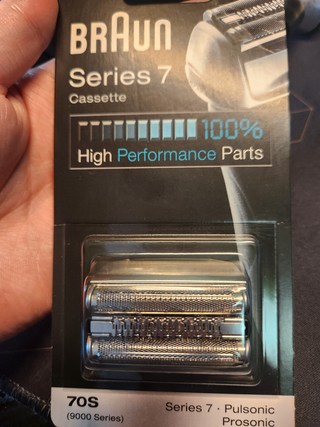 BRAUN
Series 7
Cassette
100%
High Performance Parts
70S
(9000 Series)
Series 7 · Pulsonic
Prosonic